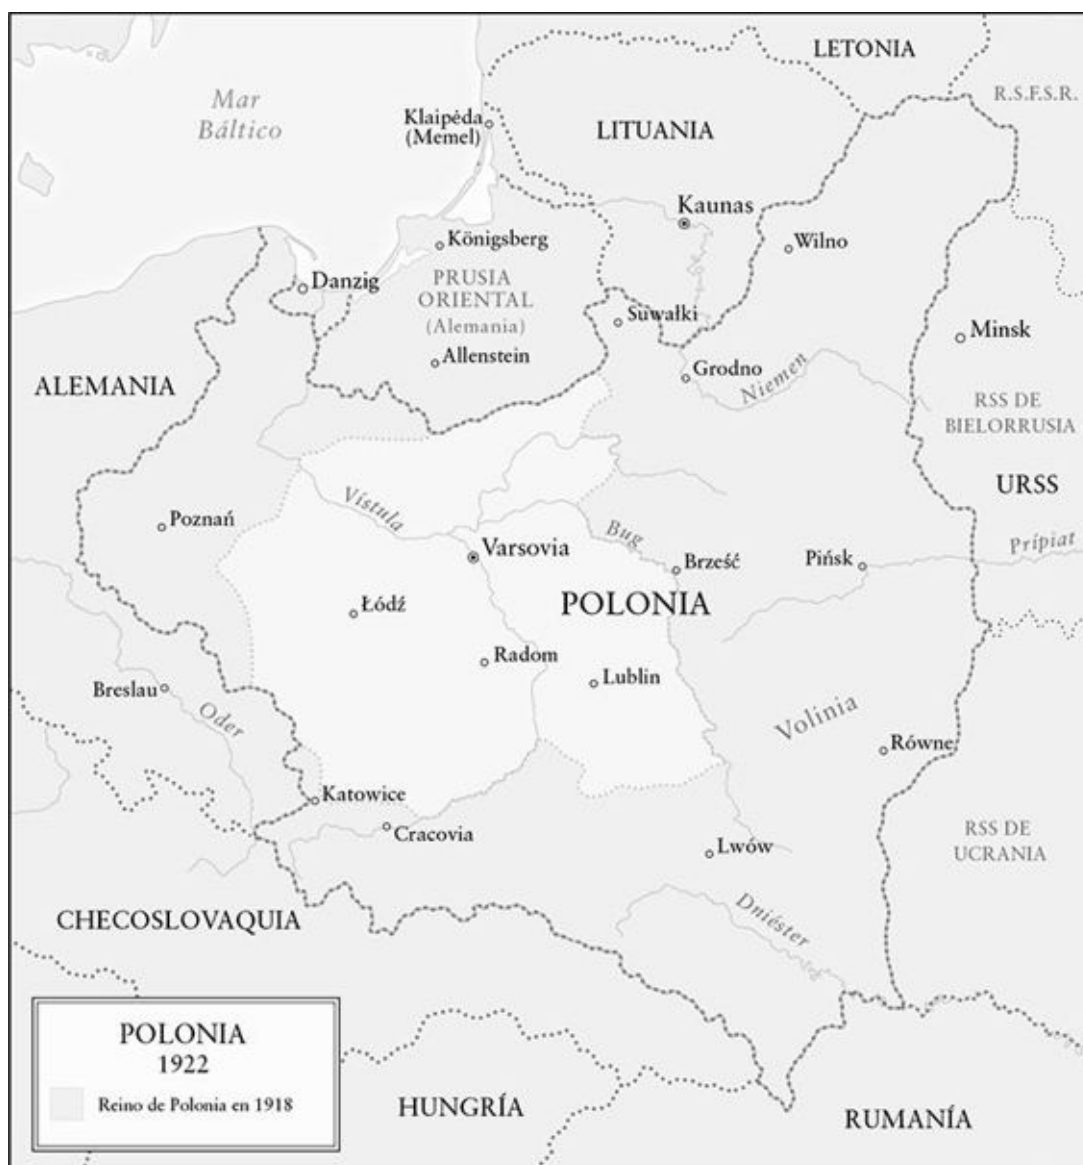 LETONIA
Mar
Báltico
R.S.F.S.R.
Klaipėda
(Memel)
LITUANIA
Kaunas
Wilno
Königsberg
Danzig
PRUSIA
ORIENTAL
(Alemania)
Suwałki
Minsk
Allenstein
Grodno
Niemen
ALEMANIA
RSS DE
BIELORRUSIA
URSS
Poznań
Vístula
Bug
Prípiat
Varsovia
Brześć
Pińsk
Łódź
POLONIA
Radom
Lublin
Breslau
Oder
Volinia
Równe
Katowice
Cracovia
Lwów
RSS DE
UCRANIA
CHECOSLOVAQUIA
Dniéster
POLONIA
1922
Reino de Polonia en 1918
HUNGRÍA
RUMANÍA